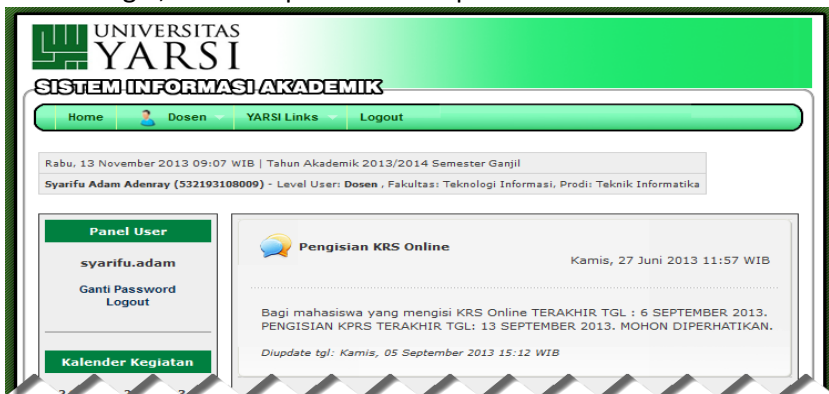 UNIVERSITAS
YARSI
SISTEM INFORMASI AKADEMIK
Home Dosen YARSI Links Logout
Rabu, 13 November 2013 09:07 WIB | Tahun Akademik 2013/2014 Semester Ganjil
Syarifu Adam Adenray (532193108009) - Level User: Dosen , Fakultas: Teknologi Informasi, Prodi: Teknik Informatika
Panel User
syarifu.adam
Ganti Password
Logout
Kalender Kegiatan
Pengisian KRS Online
Kamis, 27 Juni 2013 11:57 WIB
Bagi mahasiswa yang mengisi KRS Online TERAKHIR TGL : 6 SEPTEMBER 2013.
PENGISIAN KPRS TERAKHIR TGL: 13 SEPTEMBER 2013. MOHON DIPERHATIKAN.
Diupdate tgl: Kamis, 05 September 2013 15:12 WIB